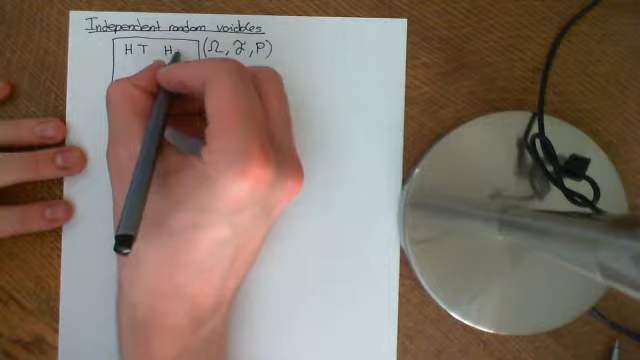 Independent random variables
H T H (Ω, F, P)